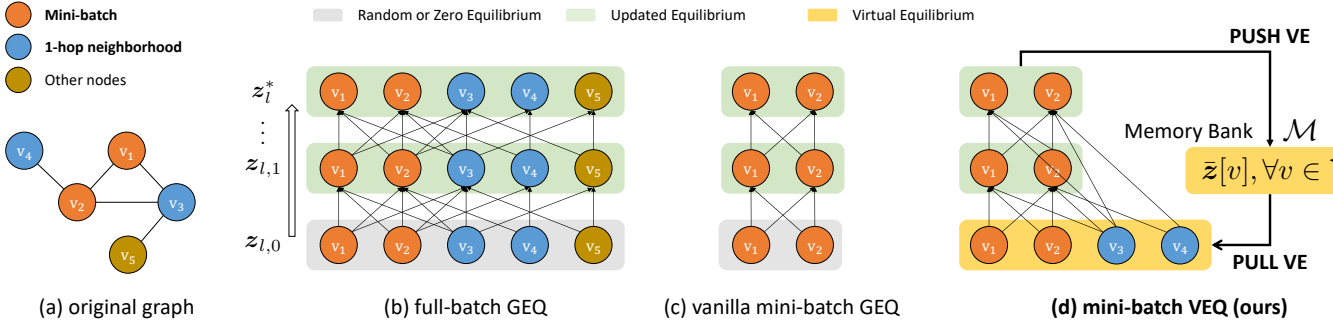 Mini-batch
1-hop neighborhood
Other nodes
v4
v1
v2
v3
v5
(a) original graph
Random or Zero Equilibrium
Updated Equilibrium
Virtual Equilibrium
z*l
⋮
zl,1
zl,0
v1 v2 v3 v4 v5
v1 v2 v3 v4 v5
v1 v2 v3 v4 v5
(b) full-batch GEQ
v1 v2
v1 v2
v1 v2
(c) vanilla mini-batch GEQ
PUSH VE
v1 v2
Memory Bank M
v1 v2
z̄[v], ∀v ∈
v1 v2 v3 v4
PULL VE
(d) mini-batch VEQ (ours)